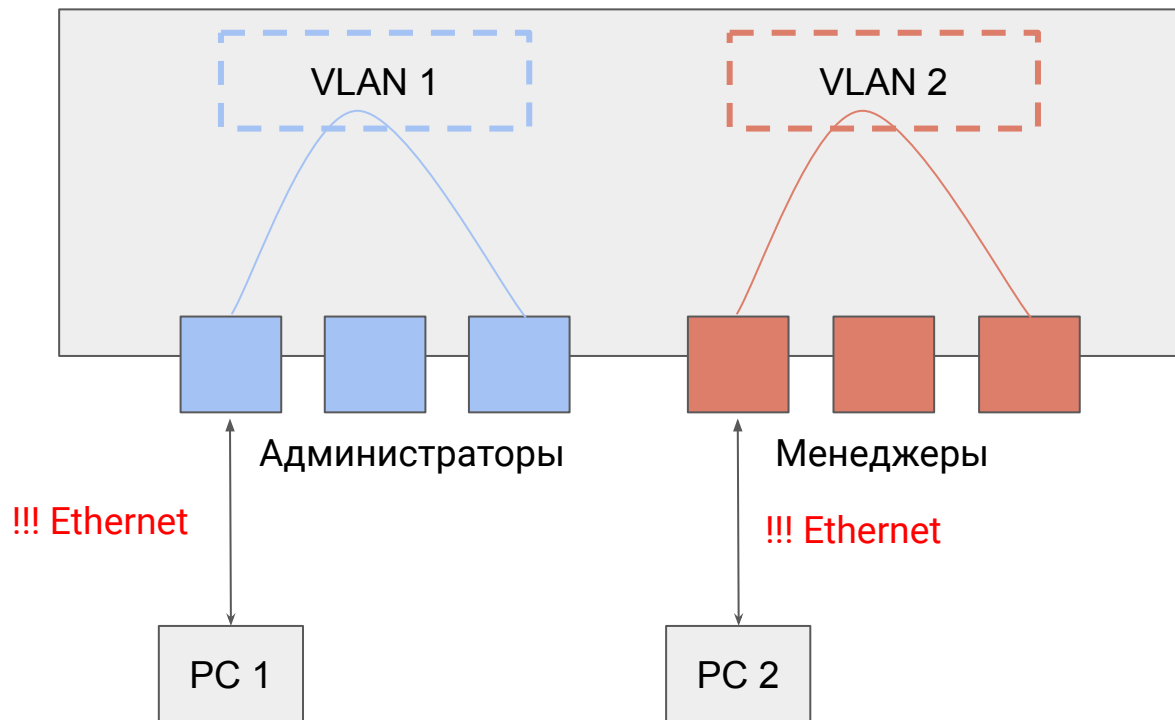 VLAN 1
VLAN 2
Администраторы
Менеджеры
!!! Ethernet
!!! Ethernet
PC 1
PC 2